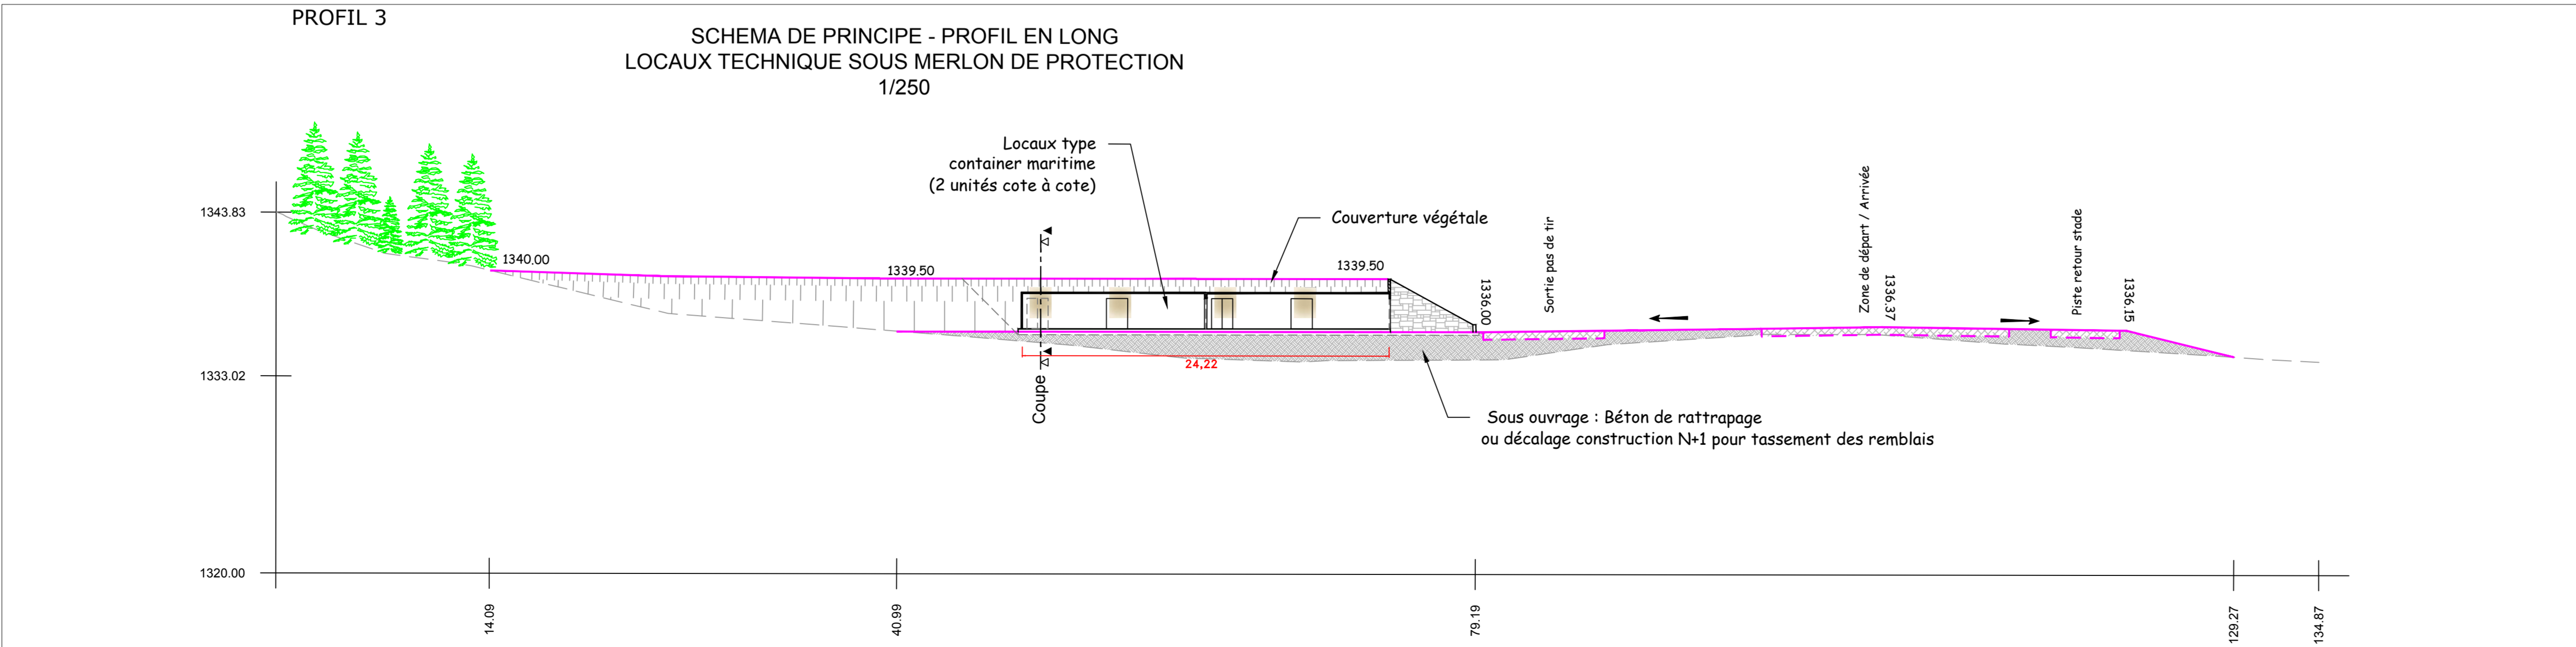 PROFIL 3
SCHEMA DE PRINCIPE - PROFIL EN LONG
LOCAUX TECHNIQUE SOUS MERLON DE PROTECTION
1/250
Locaux type
container maritime
(2 unités cote à cote)
Couverture végétale
1343.83
1340.00
1339.50
1339.50
1336.00
Sortie pas de tir
Zone de départ / Arrivée
1336.37
Piste retour stade
1336.15
24,22
1333.02
Coupe
Sous ouvrage : Béton de rattrapage
ou décalage construction N+1 pour tassement des remblais
1320.00
14.09
40.99
79.19
129.27
134.87